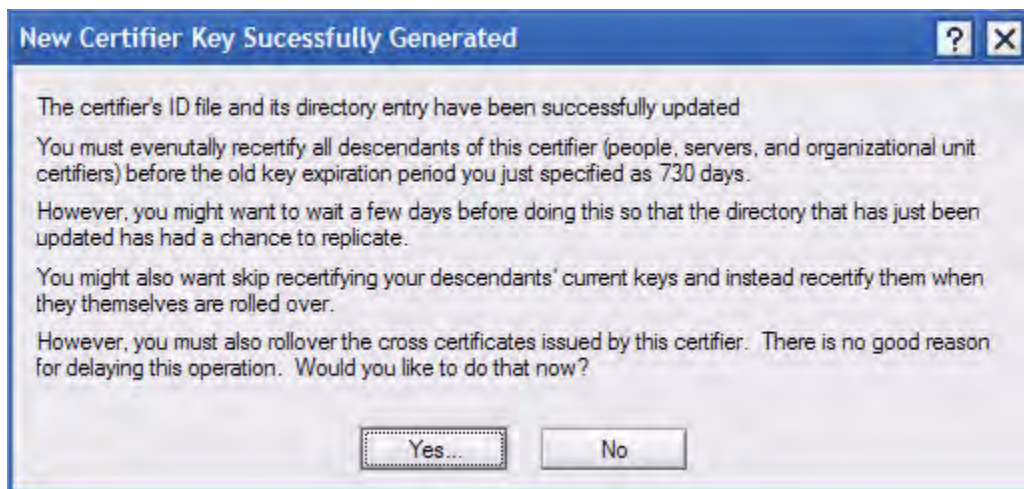 New Certifier Key Sucessfully Generated
The certifier's ID file and its directory entry have been successfully updated
You must evenutally recertify all descendants of this certifier (people, servers, and organizational unit
certifiers) before the old key expiration period you just specified as 730 days.
However, you might want to wait a few days before doing this so that the directory that has just been
updated has had a chance to replicate.
You might also want skip recertifying your descendants' current keys and instead recertify them when
they themselves are rolled over.
However, you must also rollover the cross certificates issued by this certifier.  There is no good reason
for delaying this operation.  Would you like to do that now?
Yes...
No